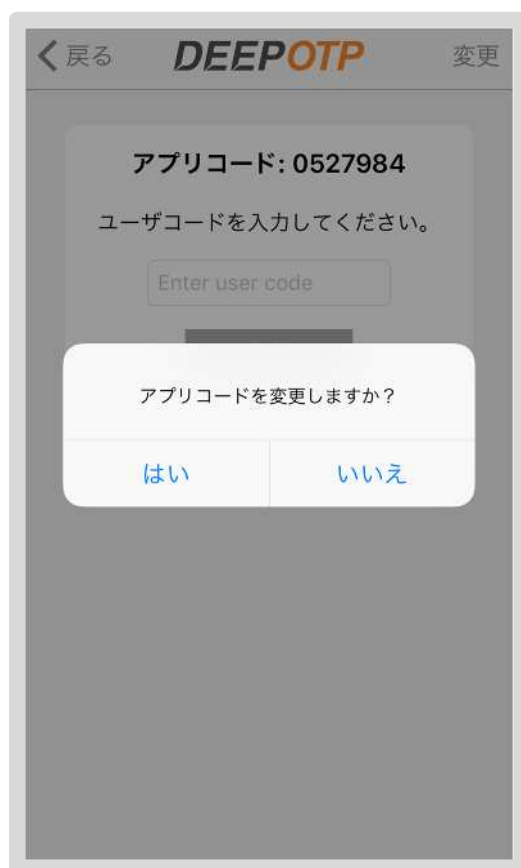 戻る DEEPOTP 変更
アプリコード: 0527984
ユーザコードを入力してください。
Enter user code
アプリコードを変更しますか？
はい いいえ